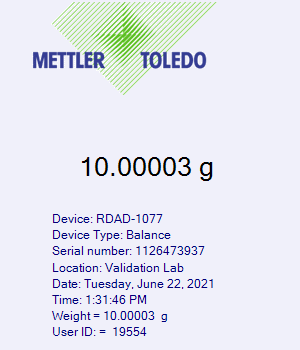 METTLER TOLEDO
10.00003 g
Device: RDAD-1077
Device Type: Balance
Serial number: 1126473937
Location: Validation Lab
Date: Tuesday, June 22, 2021
Time: 1:31:46 PM
Weight = 10.00003  g
User ID: =  19554